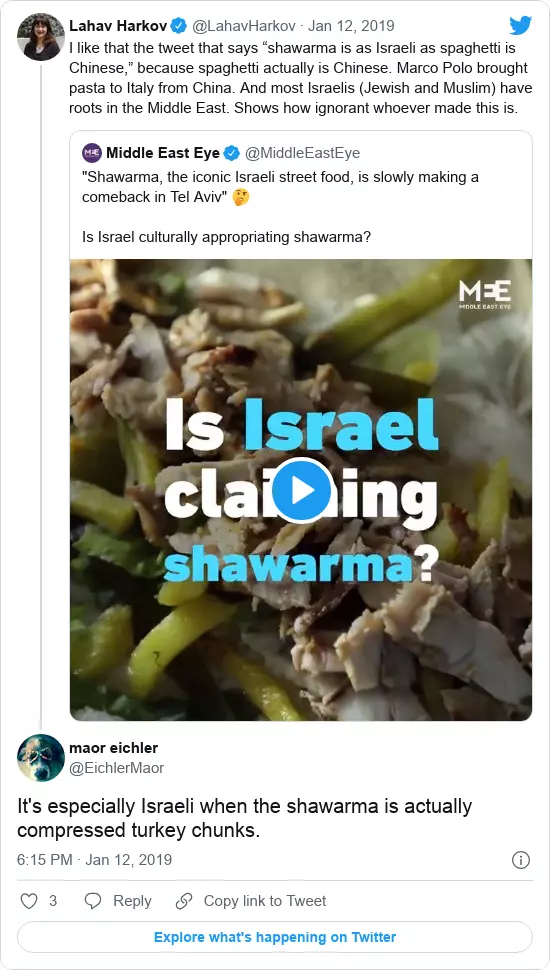 Lahav Harkov @LahavHarkov · Jan 12, 2019
I like that the tweet that says “shawarma is as Israeli as spaghetti is
Chinese,” because spaghetti actually is Chinese. Marco Polo brought
pasta to Italy from China. And most Israelis (Jewish and Muslim) have
roots in the Middle East. Shows how ignorant whoever made this is.
MEE Middle East Eye @MiddleEastEye
"Shawarma, the iconic Israeli street food, is slowly making a
comeback in Tel Aviv" 🤔
Is Israel culturally appropriating shawarma?
MEE
MIDDLE EAST EYE
Is Israel
claiming
shawarma?
maor eichler
@EichlerMaor
It's especially Israeli when the shawarma is actually
compressed turkey chunks.
6:15 PM · Jan 12, 2019
3 Reply Copy link to Tweet
Explore what's happening on Twitter